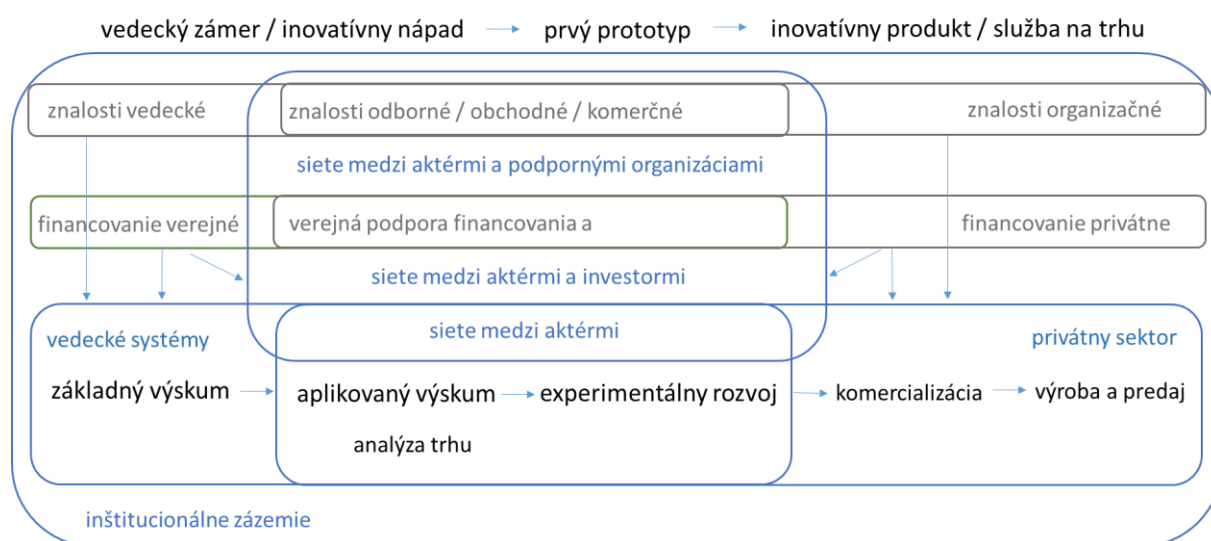 vedecký zámer / inovatívny nápad
prvý prototyp
inovatívny produkt / služba na trhu
znalosti vedecké
znalosti odborné / obchodné / komerčné
znalosti organizačné
siete medzi aktérmi a podpornými organizáciami
financovanie verejné
verejná podpora financovania a
financovanie privátne
siete medzi aktérmi a investormi
siete medzi aktérmi
vedecké systémy
privátny sektor
základný výskum
aplikovaný výskum
experimentálny rozvoj
komercializácia
výroba a predaj
analýza trhu
inštitucionálne zázemie